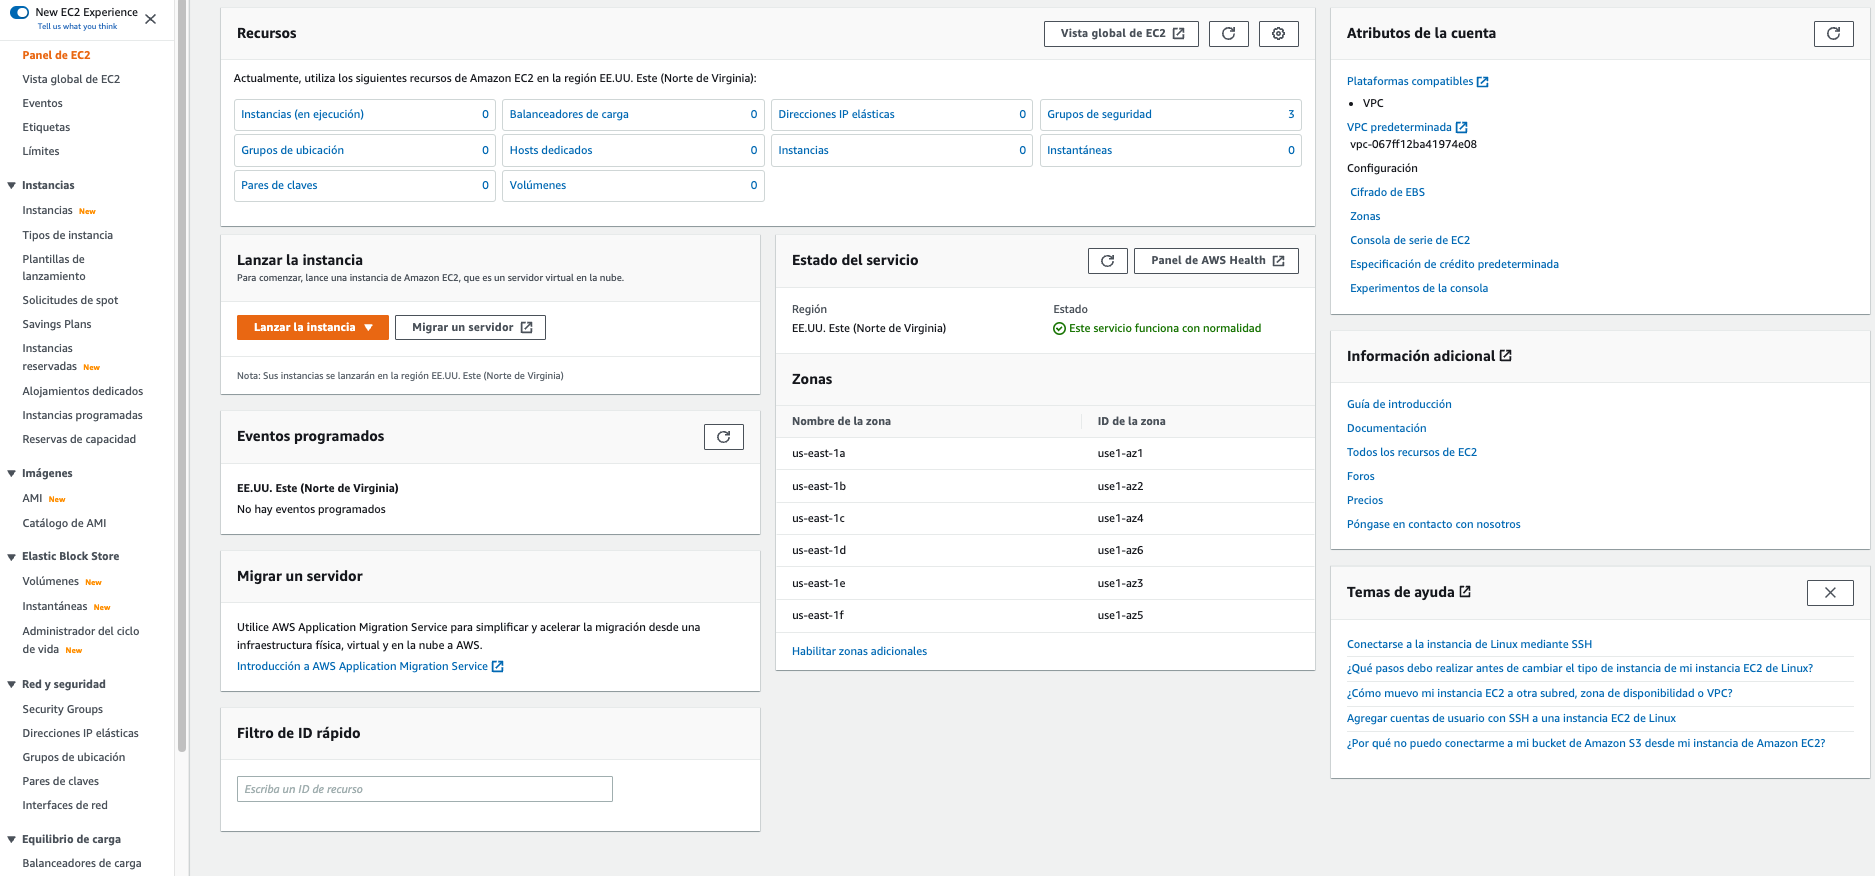 New EC2 Experience
Tell us what you think
Panel de EC2
Vista global de EC2
Eventos
Etiquetas
Límites
Instancias
Instancias New
Tipos de instancia
Plantillas de
lanzamiento
Solicitudes de spot
Savings Plans
Instancias
reservadas New
Alojamientos dedicados
Instancias programadas
Reservas de capacidad
Imágenes
AMI New
Catálogo de AMI
Elastic Block Store
Volúmenes New
Instantáneas New
Administrador del ciclo
de vida New
Red y seguridad
Security Groups
Direcciones IP elásticas
Grupos de ubicación
Pares de claves
Interfaces de red
Equilibrio de carga
Balanceadores de carga
Recursos
Vista global de EC2
Actualmente, utiliza los siguientes recursos de Amazon EC2 en la región EE.UU. Este (Norte de Virginia):
Instancias (en ejecución) 0
Balanceadores de carga 0
Direcciones IP elásticas 0
Grupos de seguridad 3
Grupos de ubicación 0
Hosts dedicados 0
Instancias 0
Instantáneas 0
Pares de claves 0
Volúmenes 0
Lanzar la instancia
Para comenzar, lance una instancia de Amazon EC2, que es un servidor virtual en la nube.
Lanzar la instancia
Migrar un servidor
Nota: Sus instancias se lanzarán en la región EE.UU. Este (Norte de Virginia)
Eventos programados
EE.UU. Este (Norte de Virginia)
No hay eventos programados
Migrar un servidor
Utilice AWS Application Migration Service para simplificar y acelerar la migración desde una
infraestructura física, virtual y en la nube a AWS.
Introducción a AWS Application Migration Service
Filtro de ID rápido
Escriba un ID de recurso
Estado del servicio
Panel de AWS Health
Región Estado
EE.UU. Este (Norte de Virginia) Este servicio funciona con normalidad
Zonas
Nombre de la zona ID de la zona
us-east-1a use1-az1
us-east-1b use1-az2
us-east-1c use1-az4
us-east-1d use1-az6
us-east-1e use1-az3
us-east-1f use1-az5
Habilitar zonas adicionales
Atributos de la cuenta
Plataformas compatibles
• VPC
VPC predeterminada
vpc-067ff12ba41974e08
Configuración
Cifrado de EBS
Zonas
Consola de serie de EC2
Especificación de crédito predeterminada
Experimentos de la consola
Información adicional
Guía de introducción
Documentación
Todos los recursos de EC2
Foros
Precios
Póngase en contacto con nosotros
Temas de ayuda
Conectarse a la instancia de Linux mediante SSH
¿Qué pasos debo realizar antes de cambiar el tipo de instancia de mi instancia EC2 de Linux?
¿Cómo muevo mi instancia EC2 a otra subred, zona de disponibilidad o VPC?
Agregar cuentas de usuario con SSH a una instancia EC2 de Linux
¿Por qué no puedo conectarme a mi bucket de Amazon S3 desde mi instancia de Amazon EC2?